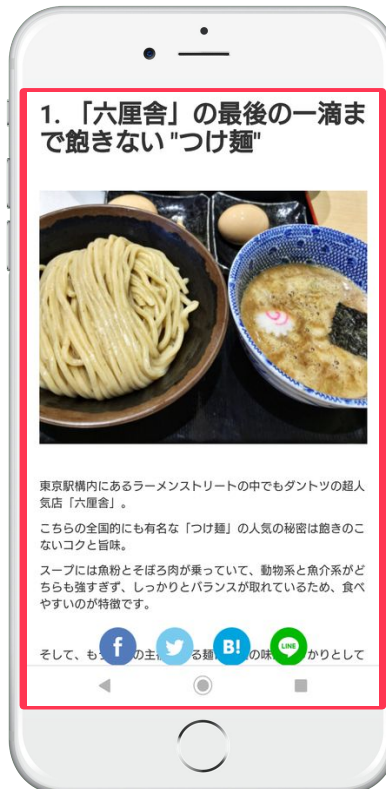 1. 「六厘舎」の最後の一滴ま
で飽きない "つけ麺"
東京駅構内にあるラーメンストリートの中でもダントツの超人
気店「六厘舎」。
こちらの全国的にも有名な「つけ麺」の人気の秘密は飽きのこ
ないコクと旨味。
スープには魚粉とそぼろ肉が乗っていて、動物系と魚介系がど
ちらも強すぎず、しっかりとバランスが取れているため、食べ
やすいのが特徴です。
そして、も の主 る麺 の味 かりとして
f
B!
LINE